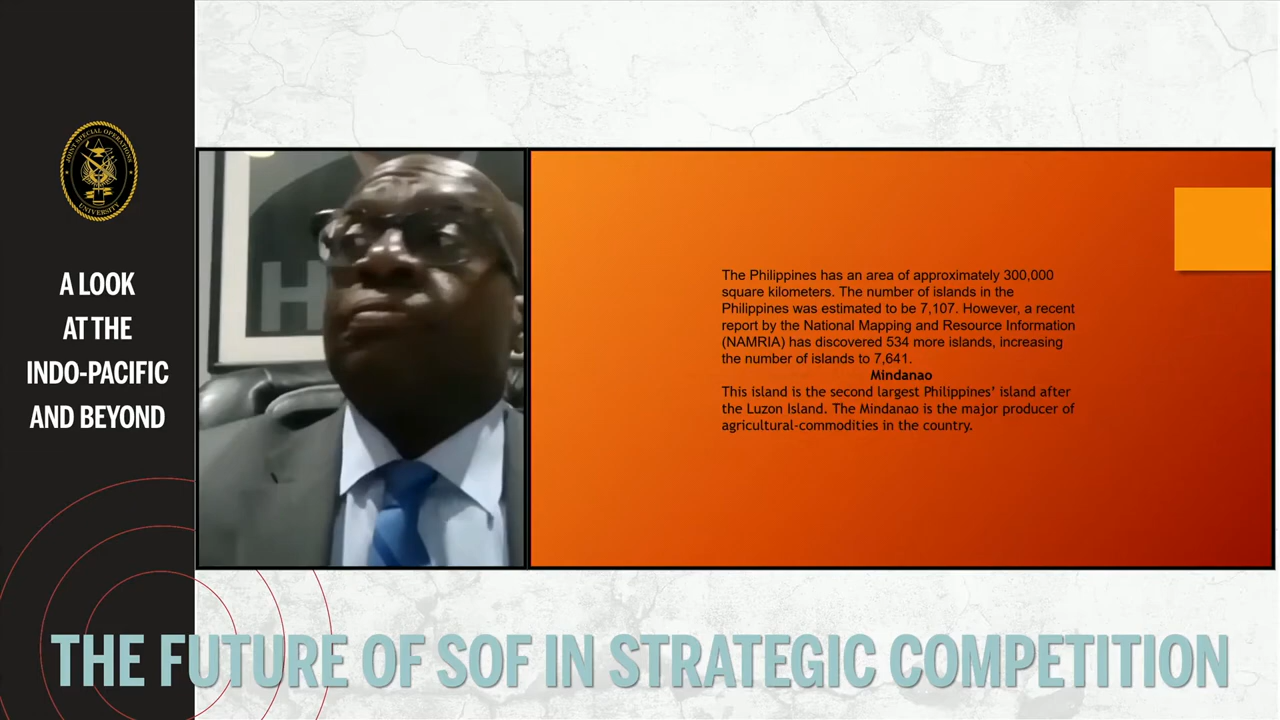 JOINT SPECIAL OPERATIONS
UNIVERSITY
A LOOK
AT THE
INDO-PACIFIC
AND BEYOND
H
The Philippines has an area of approximately 300,000
square kilometers. The number of islands in the
Philippines was estimated to be 7,107. However, a recent
report by the National Mapping and Resource Information
(NAMRIA) has discovered 534 more islands, increasing
the number of islands to 7,641.
Mindanao
This island is the second largest Philippines’ island after
the Luzon Island. The Mindanao is the major producer of
agricultural-commodities in the country.
THE FUTURE OF SOF IN STRATEGIC COMPETITION